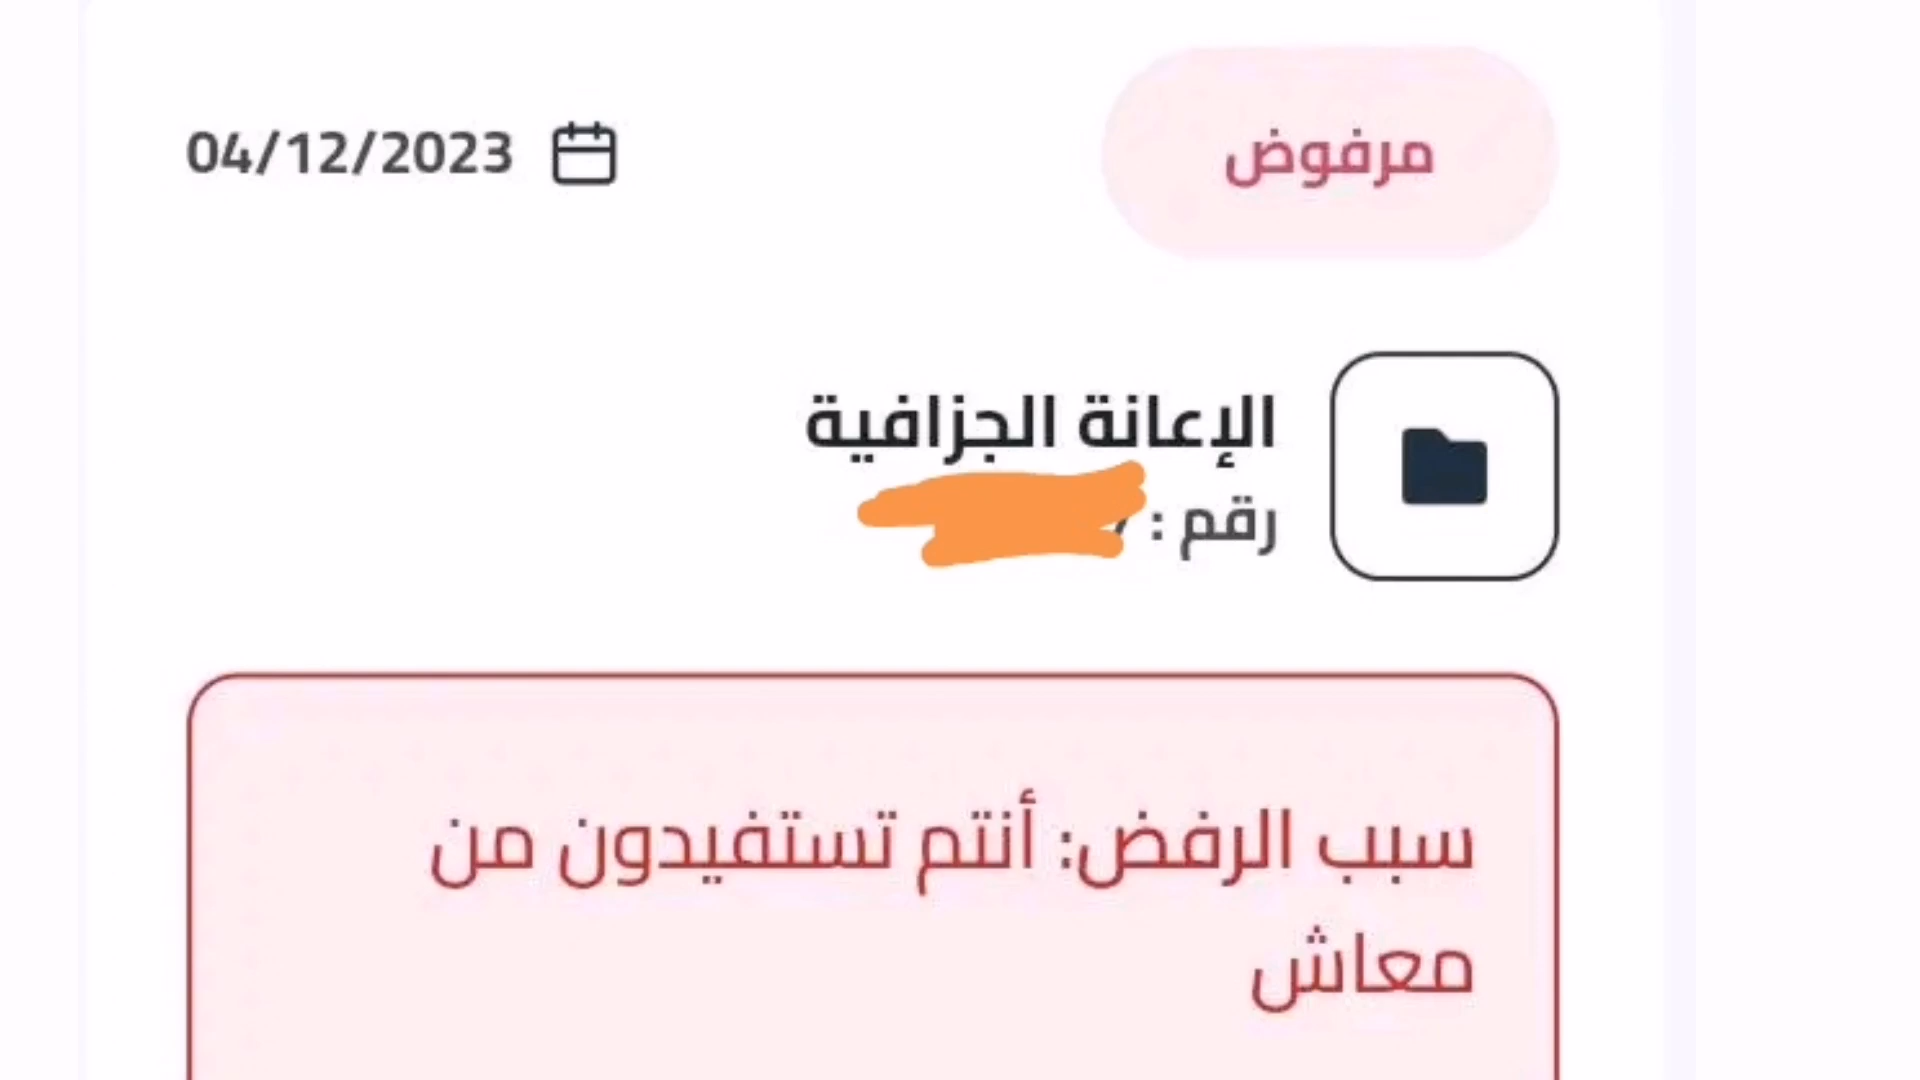 مرفوض
04/12/2023
الإعانة الجزافية
رقم :
سبب الرفض: أنتم تستفيدون من
معاش